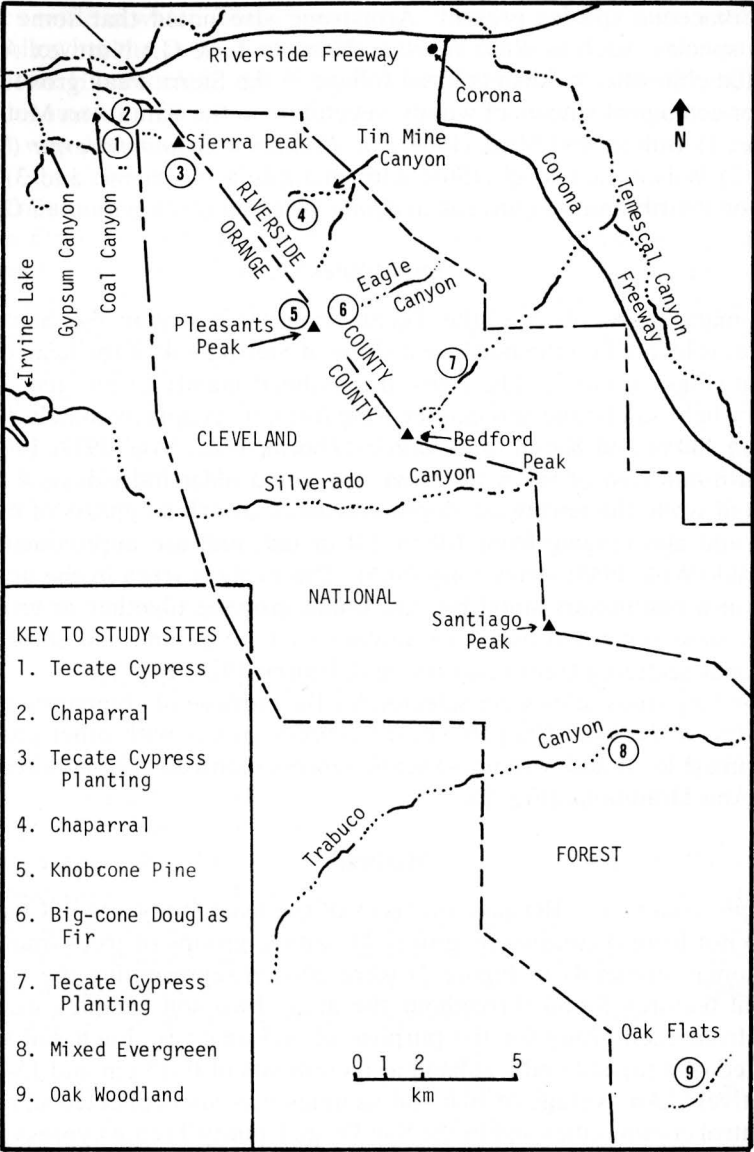 Riverside Freeway
Corona
N
Sierra Peak
Tin Mine
Canyon
2
1
3
4
RIVERSIDE
ORANGE
Corona
Freeway
Temescal Canyon
Gypsum Canyon
Coal Canyon
Irvine Lake
Eagle
Canyon
5
6
7
Pleasants
Peak
COUNTY
COUNTY
CLEVELAND
Bedford
Peak
Silverado Canyon
NATIONAL
Santiago
Peak
Canyon
8
Trabuco
FOREST
Oak Flats
9
0 1 2 5
km
KEY TO STUDY SITES
1. Tecate Cypress
2. Chaparral
3. Tecate Cypress
Planting
4. Chaparral
5. Knobcone Pine
6. Big-cone Douglas
Fir
7. Tecate Cypress
Planting
8. Mixed Evergreen
9. Oak Woodland